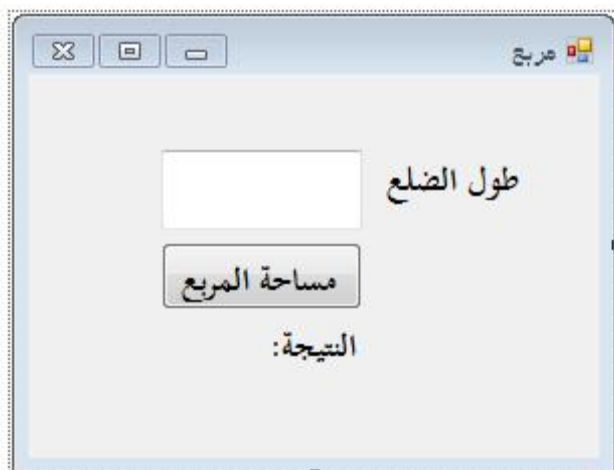 مربع
طول الضلع
مساحة المربع
النتيجة: